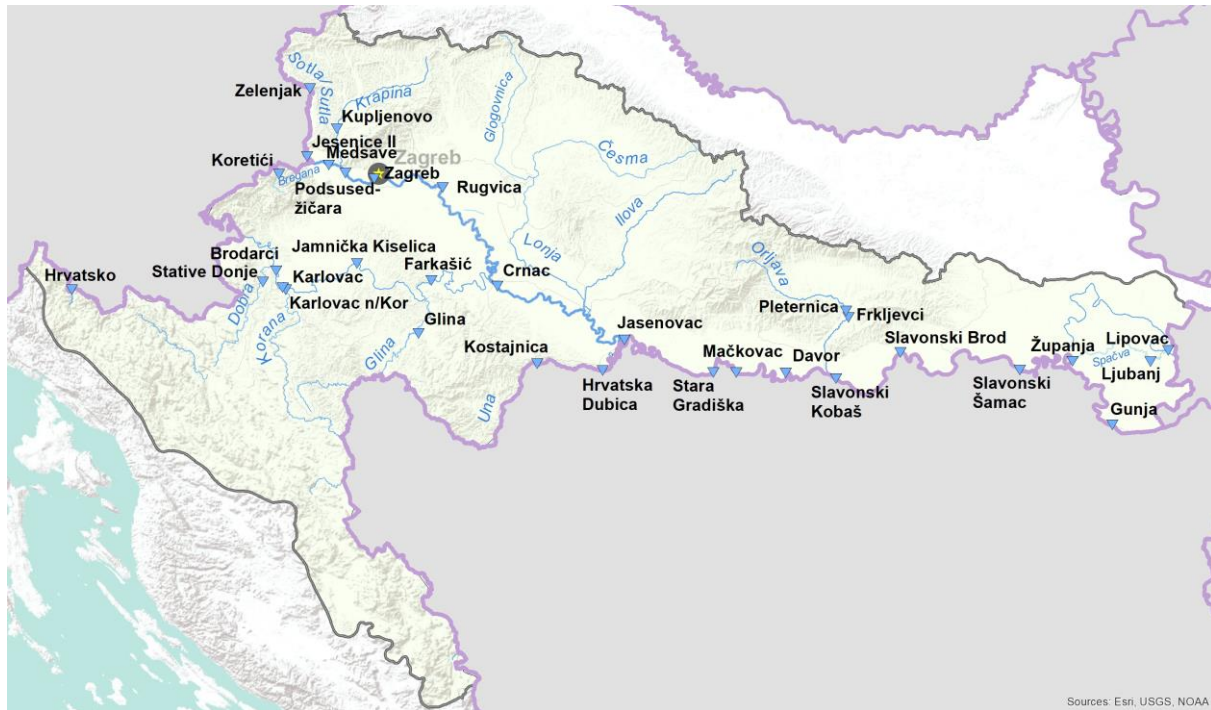 Sotla/
Sutla
Zelenjak
Krapina
Glogovnica
Kupljenovo
Jesenice II
Medsave
Zagreb
Koretići
Bregana
Zagreb
Podsused-
žičara
Rugvica
Česma
Ilova
Lonja
Hrvatsko
Brodarci
Stative Donje
Jamnička Kiselica
Farkašić
Crnac
Karlovac
Karlovac n/Kor
Dobra
Korana
Glina
Glina
Kostajnica
Una
Hrvatska
Dubica
Jasenovac
Orljava
Pleternica
Frkljevci
Stara
Gradiška
Mačkovac
Davor
Slavonski
Kobaš
Slavonski Brod
Slavonski
Šamac
Županja
Lipovac
Spačva
Ljubanj
Gunja
Sources: Esri, USGS, NOAA